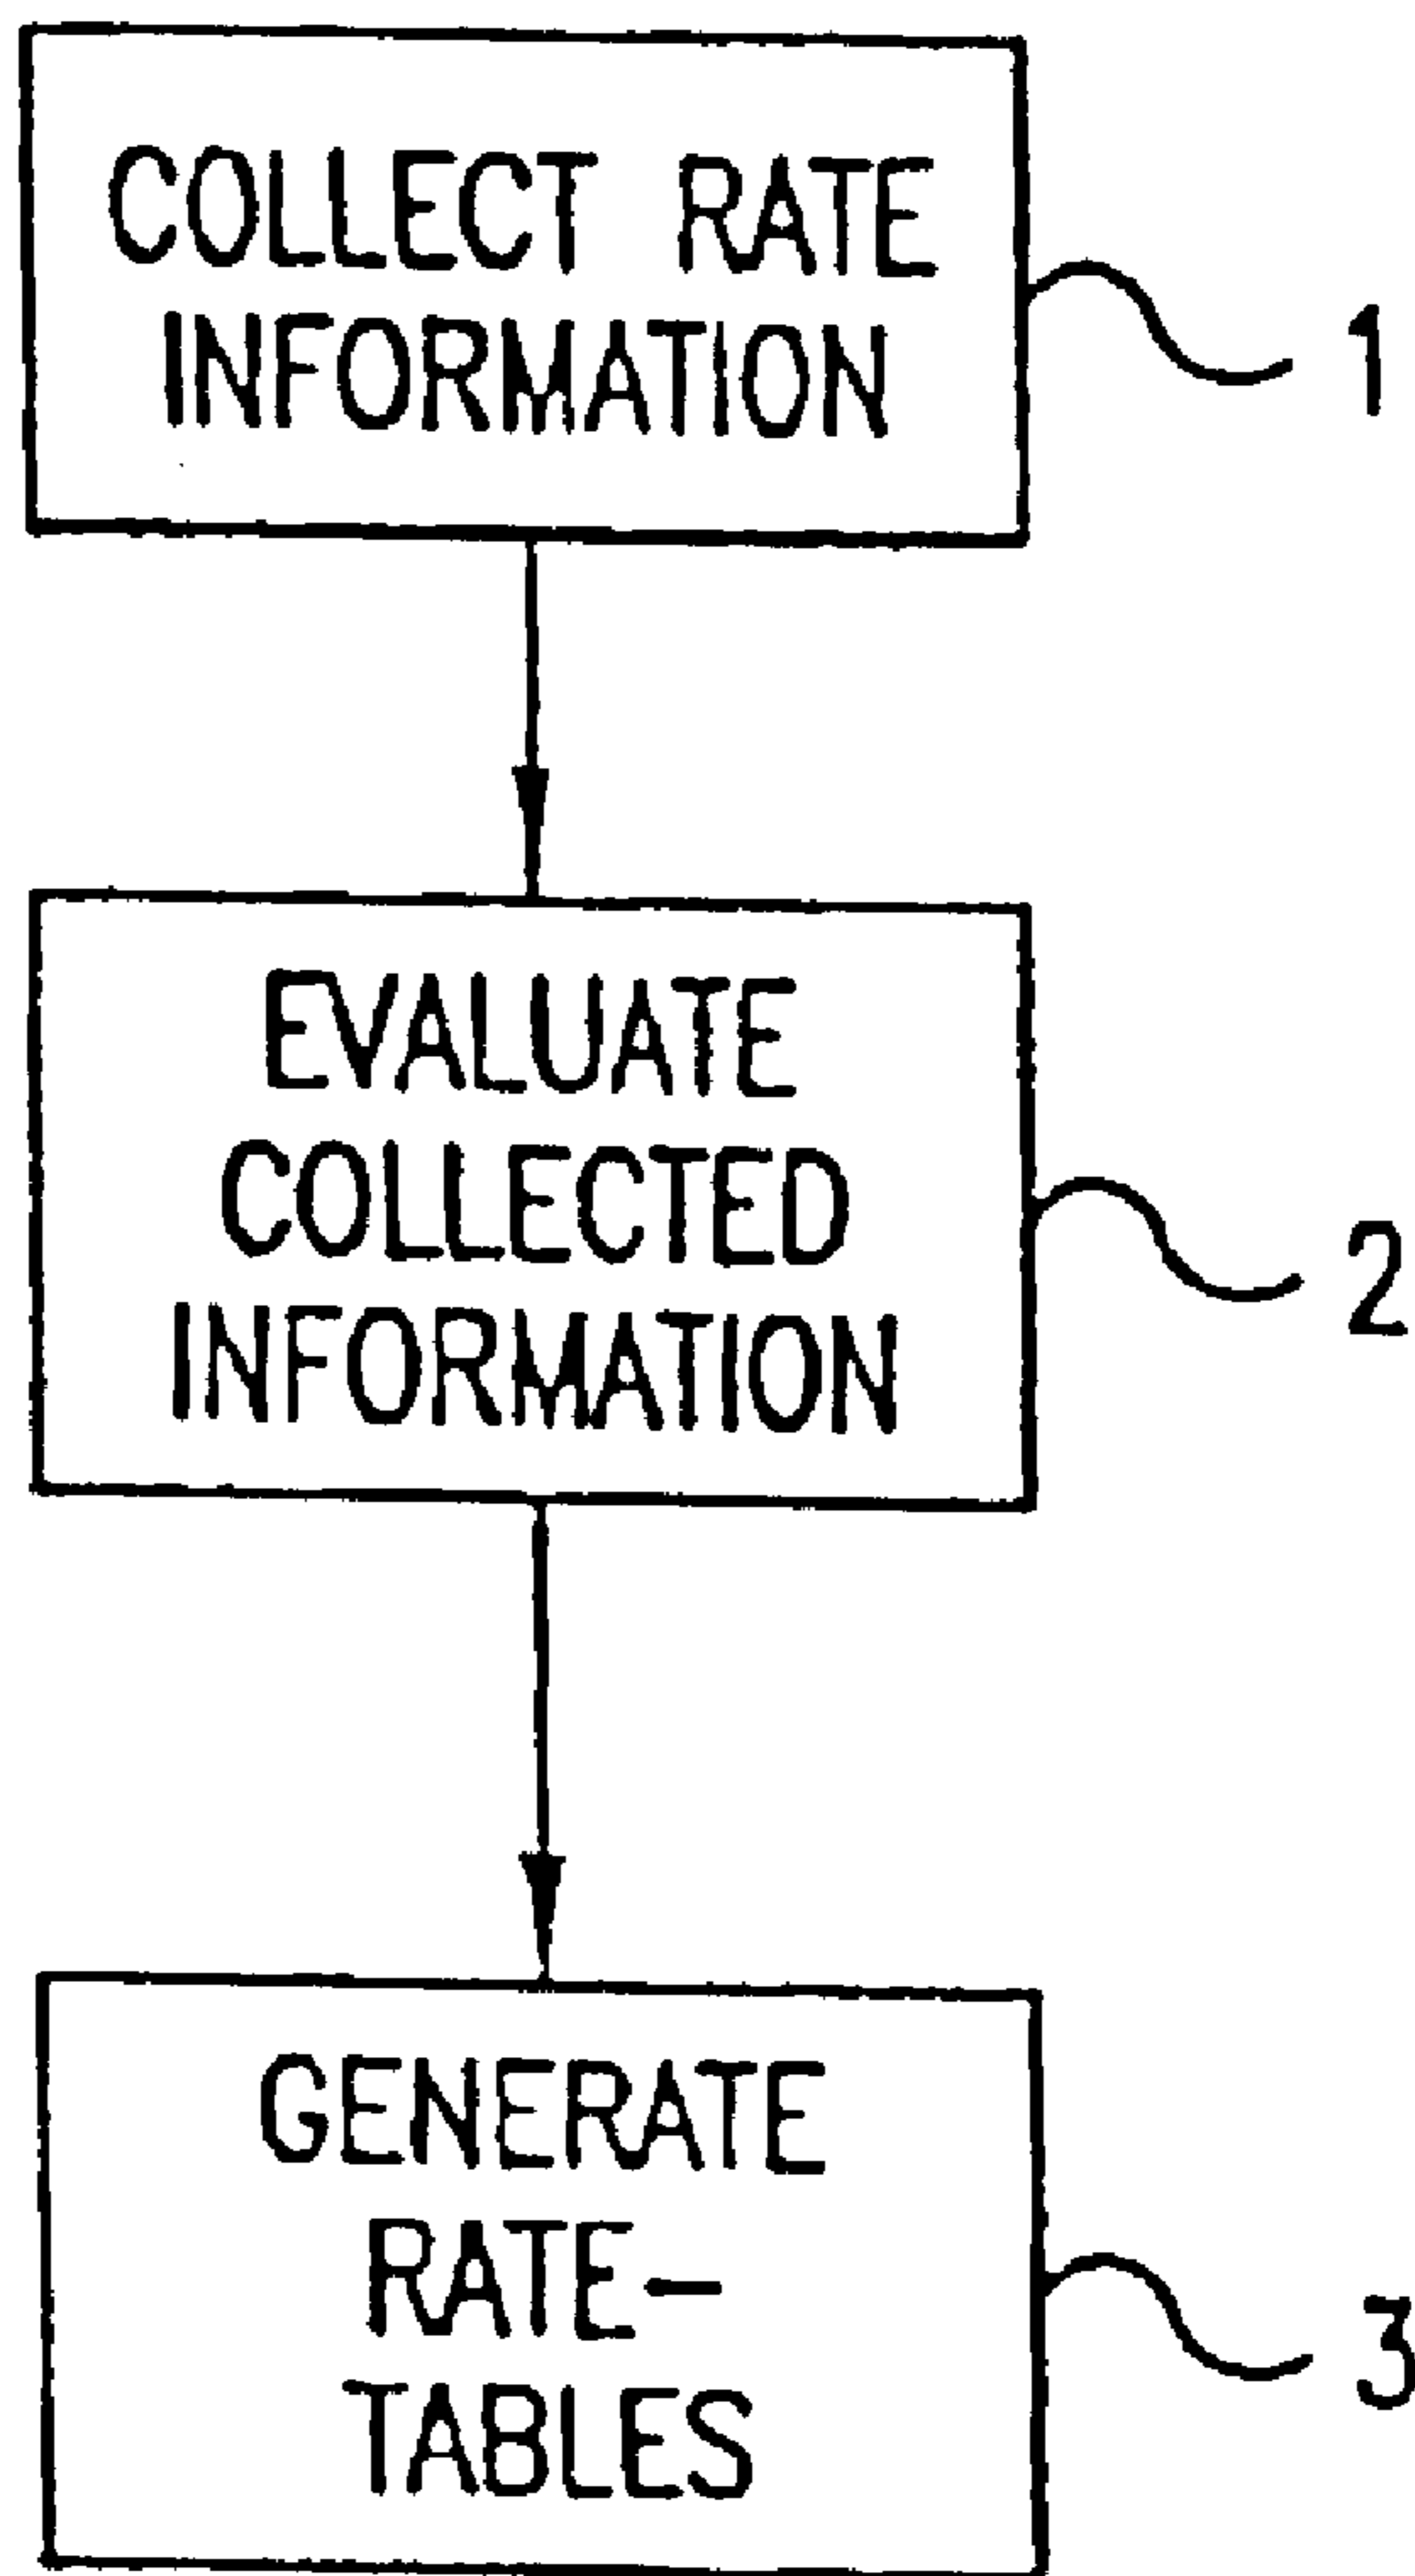 COLLECT RATE
INFORMATION
1
EVALUATE
COLLECTED
INFORMATION
2
GENERATE
RATE-
TABLES
3